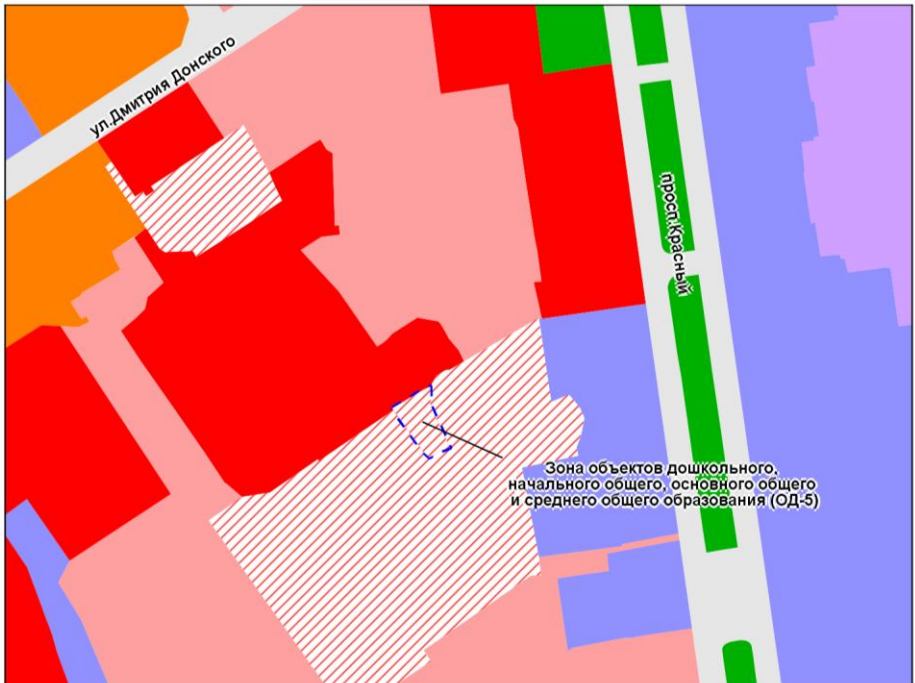 ул.Дмитрия Донского
просп.Красный
Зона объектов дошкольного,
начального общего, основного общего
и среднего общего образования (ОД-5)